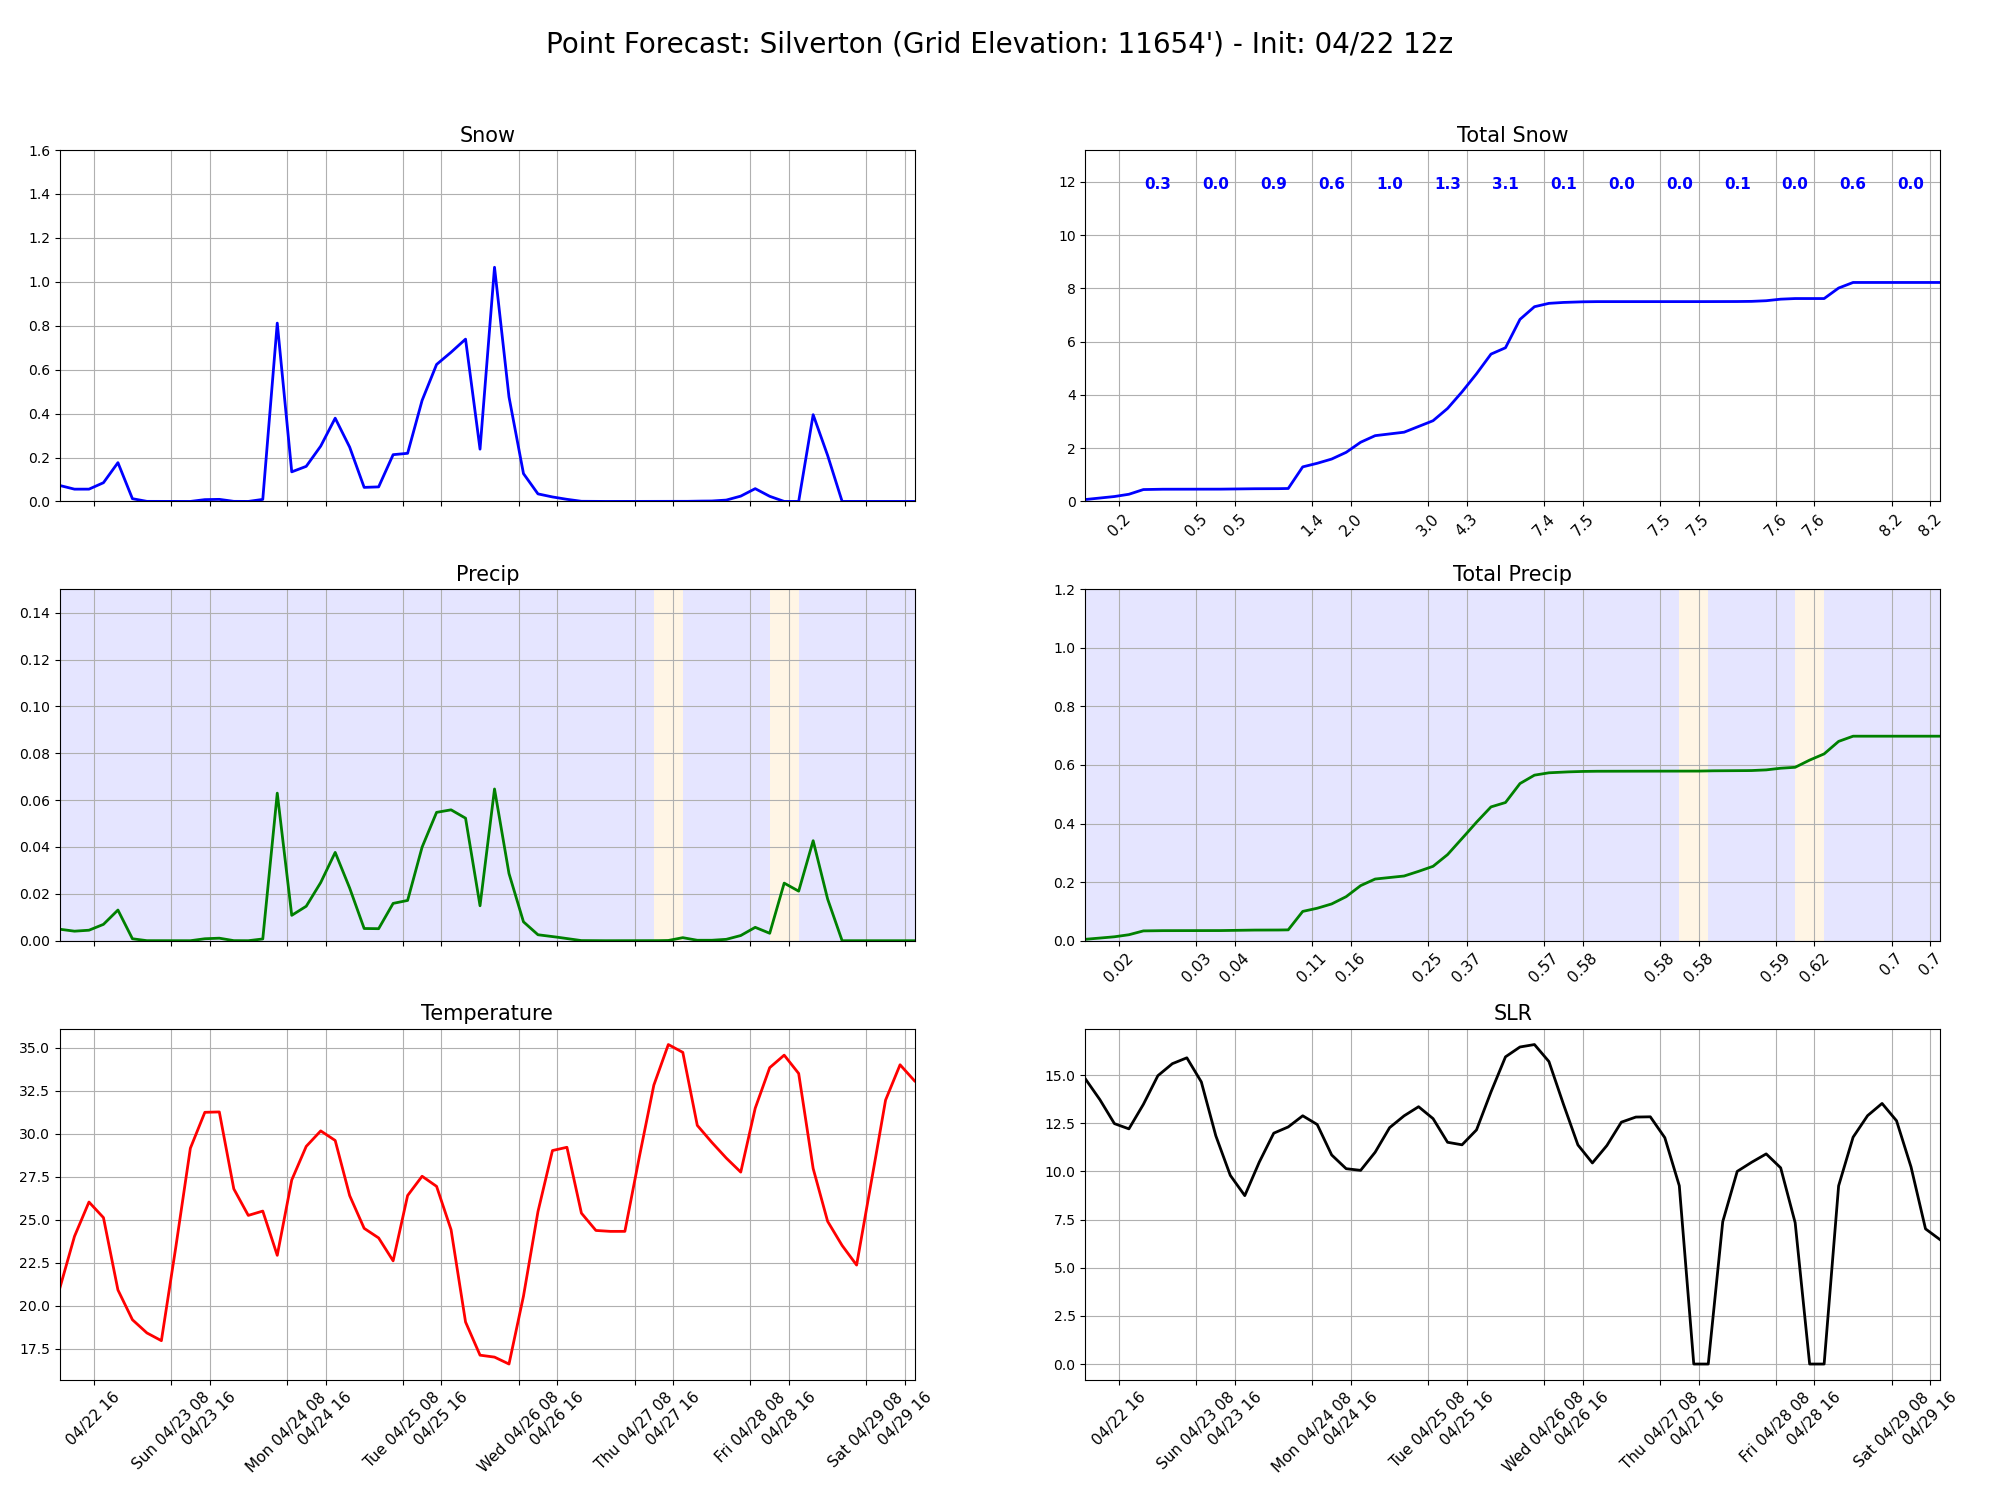 Point Forecast: Silverton (Grid Elevation: 11654') - Init: 04/22 12z
Snow
1.6
1.4
1.2
1.0
0.8
0.6
0.4
0.2
0.0
Total Snow
0.3 0.0 0.9 0.6 1.0 1.3 3.1 0.1 0.0 0.0 0.1 0.0 0.6 0.0
12
10
8
6
4
2
0
0.2 0.5 0.5 1.4 2.0 3.0 4.3 7.4 7.5 7.5 7.5 7.6 7.6 8.2 8.2
Precip
0.14
0.12
0.10
0.08
0.06
0.04
0.02
0.00
Total Precip
1.2
1.0
0.8
0.6
0.4
0.2
0.0
0.02 0.03 0.04 0.11 0.16 0.25 0.37 0.57 0.58 0.58 0.58 0.59 0.62 0.7 0.7
Temperature
35.0
32.5
30.0
27.5
25.0
22.5
20.0
17.5
04/22 16
Sun 04/23 08
04/23 16
Mon 04/24 08
04/24 16
Tue 04/25 08
04/25 16
Wed 04/26 08
04/26 16
Thu 04/27 08
04/27 16
Fri 04/28 08
04/28 16
Sat 04/29 08
04/29 16
SLR
15.0
12.5
10.0
7.5
5.0
2.5
0.0
04/22 16
Sun 04/23 08
04/23 16
Mon 04/24 08
04/24 16
Tue 04/25 08
04/25 16
Wed 04/26 08
04/26 16
Thu 04/27 08
04/27 16
Fri 04/28 08
04/28 16
Sat 04/29 08
04/29 16